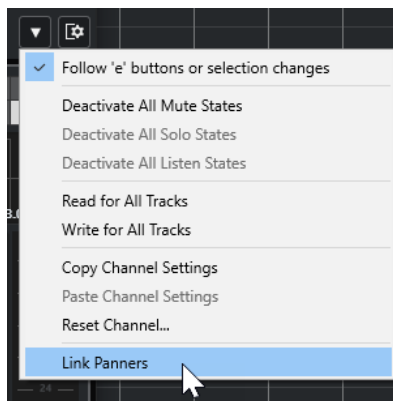 Follow 'e' buttons or selection changes
Deactivate All Mute States
Deactivate All Solo States
Deactivate All Listen States
Read for All Tracks
Write for All Tracks
Copy Channel Settings
Paste Channel Settings
Reset Channel...
Link Panners
24